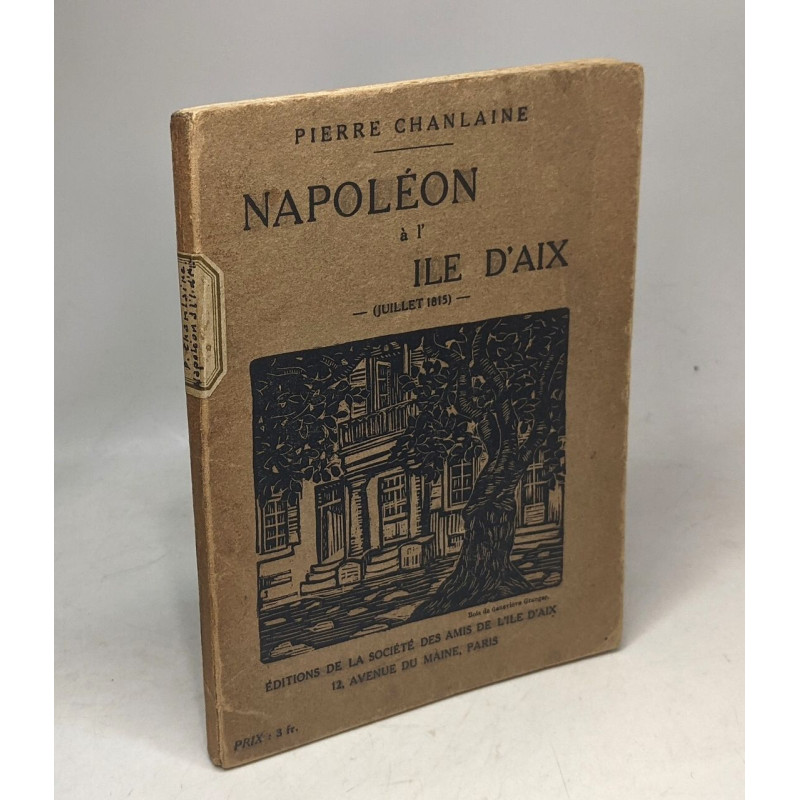 PIERRE CHANLAINE
NAPOLÉON
à l'
ILE D'AIX
— (JUILLET 1815) —
Bois de Geneviève Granger.
ÉDITIONS DE LA SOCIÉTÉ DES AMIS DE L'ILE D'AIX
12, AVENUE DU MAINE, PARIS
PRIX : 3 fr.
P. Chanlaine